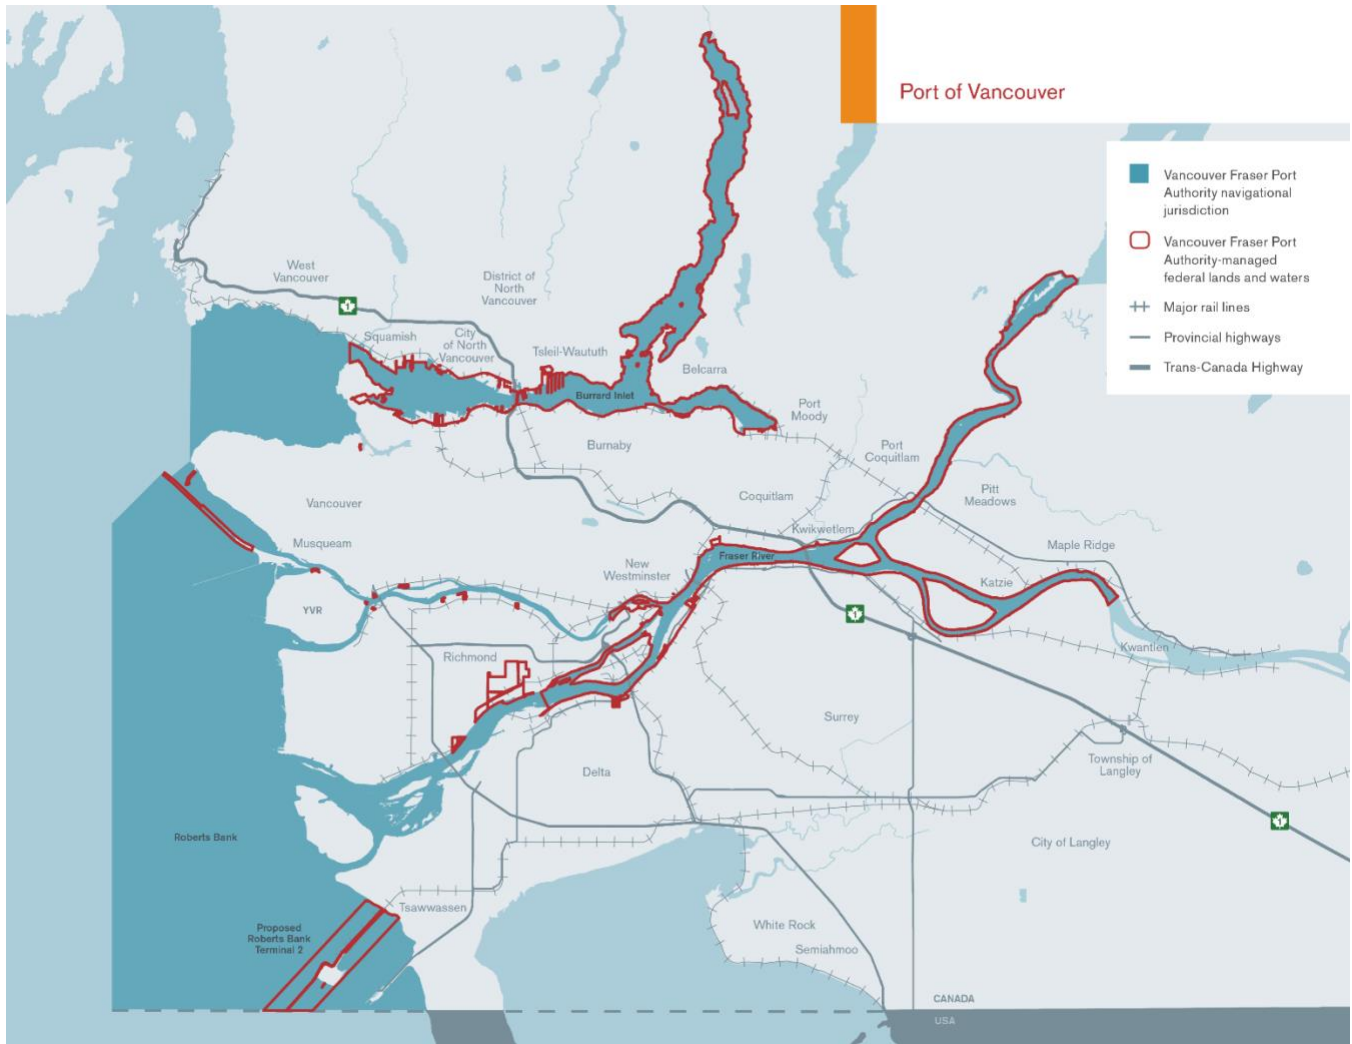 Port of Vancouver
Vancouver Fraser Port
Authority navigational
jurisdiction
Vancouver Fraser Port
Authority-managed
federal lands and waters
Major rail lines
Provincial highways
Trans-Canada Highway
West
Vancouver
District of
North
Vancouver
1
Squamish
City
of North
Vancouver
Tsleil-Waututh
Belcarra
Burrard Inlet
Port
Moody
Burnaby
Port
Coquitlam
Coquitlam
Pitt
Meadows
Vancouver
Kwikwetlem
Musqueam
Maple Ridge
Fraser River
New
Westminster
Katzie
YVR
1
Kwantlen
Richmond
Surrey
Township of
Langley
Delta
1
Roberts Bank
City of Langley
Tsawwassen
White Rock
Proposed
Roberts Bank
Terminal 2
Semiahmoo
CANADA
USA